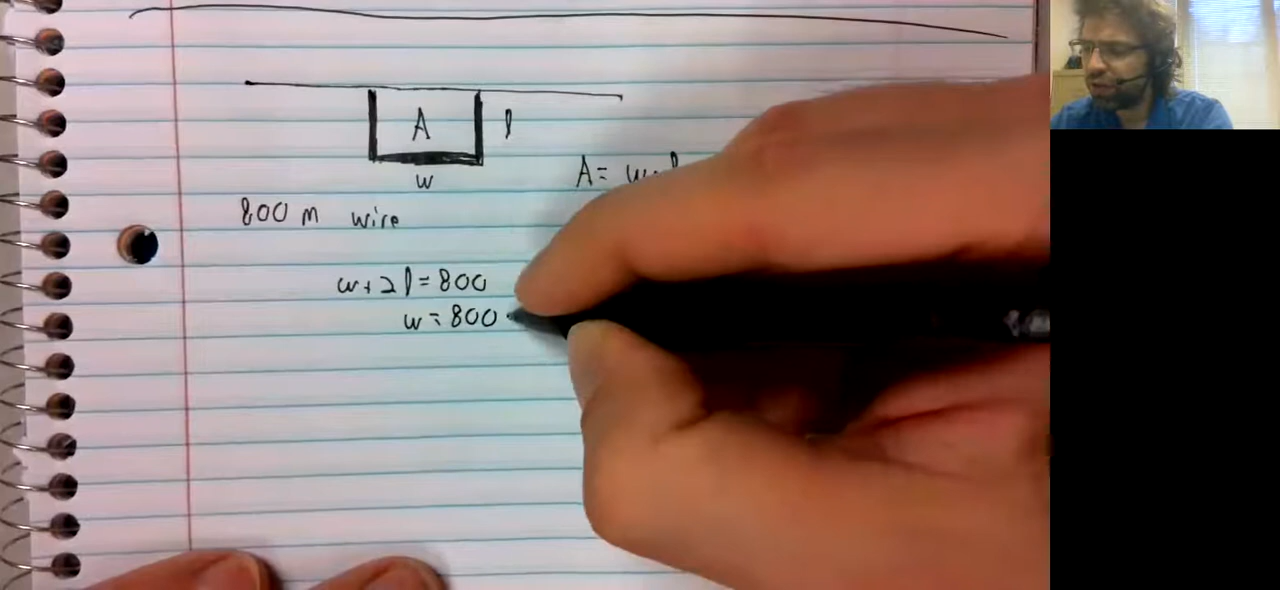 A
l
w
A = w
800 m wire
w + 2l = 800
w = 800